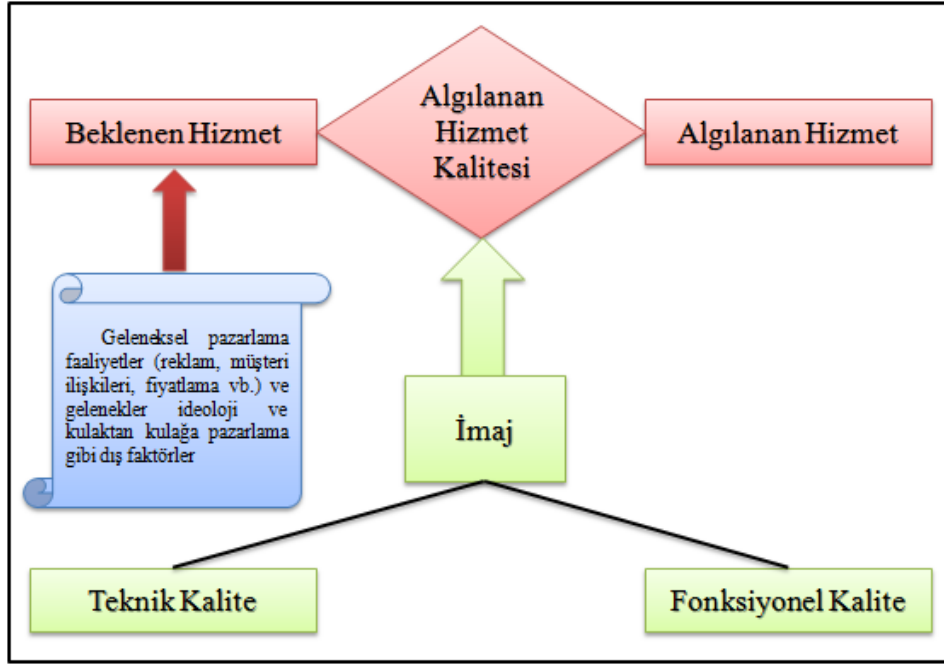 Algılanan
Hizmet
Kalitesi
Beklenen Hizmet
Algılanan Hizmet
Geleneksel pazarlama
faaliyetler (reklam, müşteri
ilişkileri, fiyatlama vb.) ve
gelenekler ideoloji ve
kulaktan kulağa pazarlama
gibi dış faktörler
İmaj
Teknik Kalite
Fonksiyonel Kalite